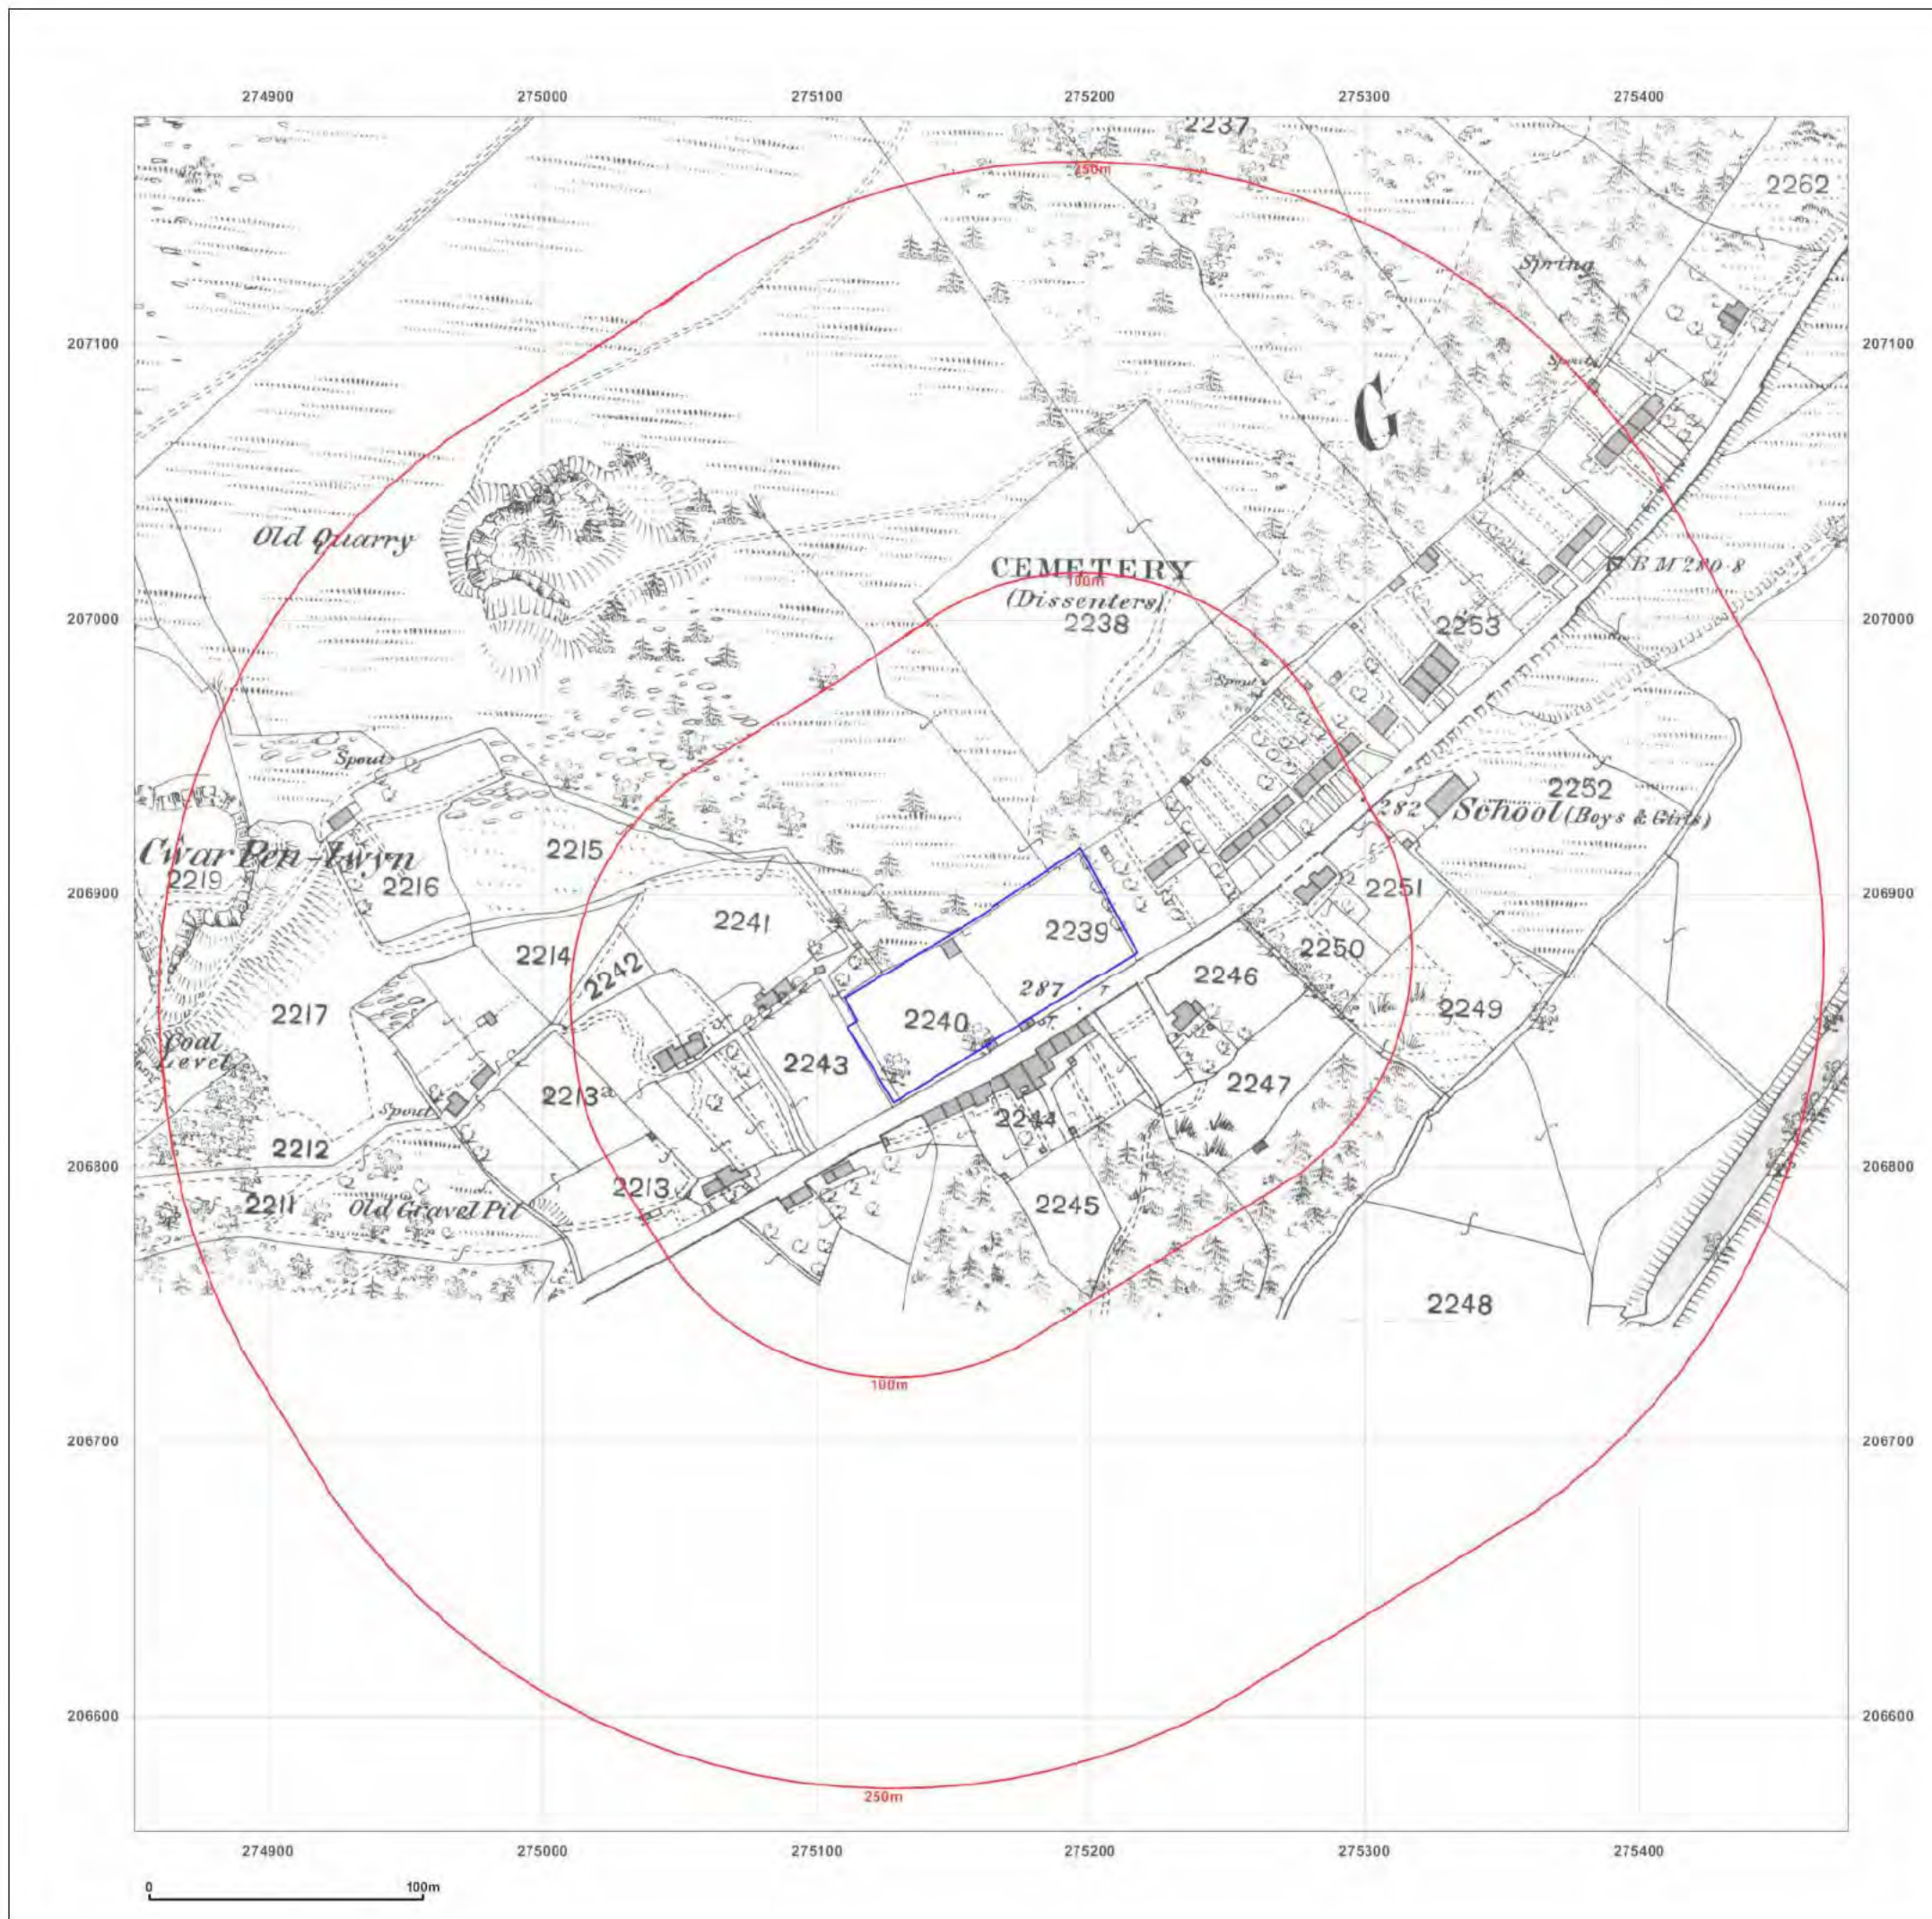 274900 275000 275100 275200 275300 275400
2237
250m
2262
Spring
207100 207100
Spout
G
Old Quarry
B.M 280·8
CEMETERY
100m
(Dissenters)
2238
207000 2253 207000
Spout
Spout
2252
282 School (Boys & Girls)
2215
Cwar Pen-lwyn
2219 2216 2251
206900 206900
2241 2239
2214 2250
2242 2246
287 T
2217 2240 ST. 2249
Coal
Level
2243
2247
2213a
Spout
2244
2212
206800 206800
2213
2211 Old Gravel Pit 2245
2248
100m
206700 206700
206600 206600
250m
274900 275000 275100 275200 275300 275400
0 100m